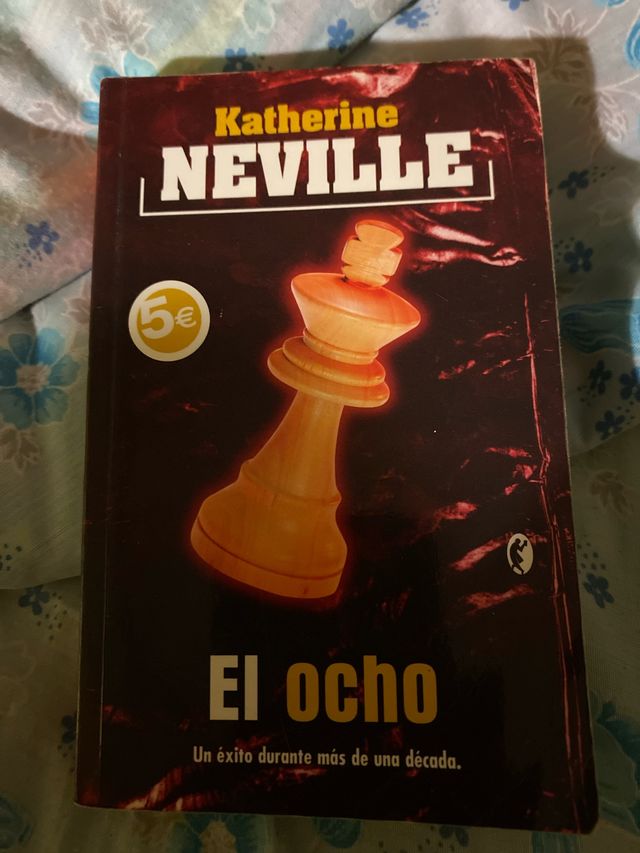 Katherine
NEVILLE
5€
El ocho
Un éxito durante más de una década.